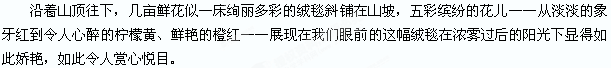 沿着山顶往下，几亩鲜花似一床绚丽多彩的绒毯斜铺在山坡，五彩缤纷的花儿一一从淡淡的象
牙红到令人心醉的柠檬黄、鲜艳的橙红一一展现在我们眼前的这幅绒毯在浓雾过后的阳光下显得如
此娇艳，如此令人赏心悦目。